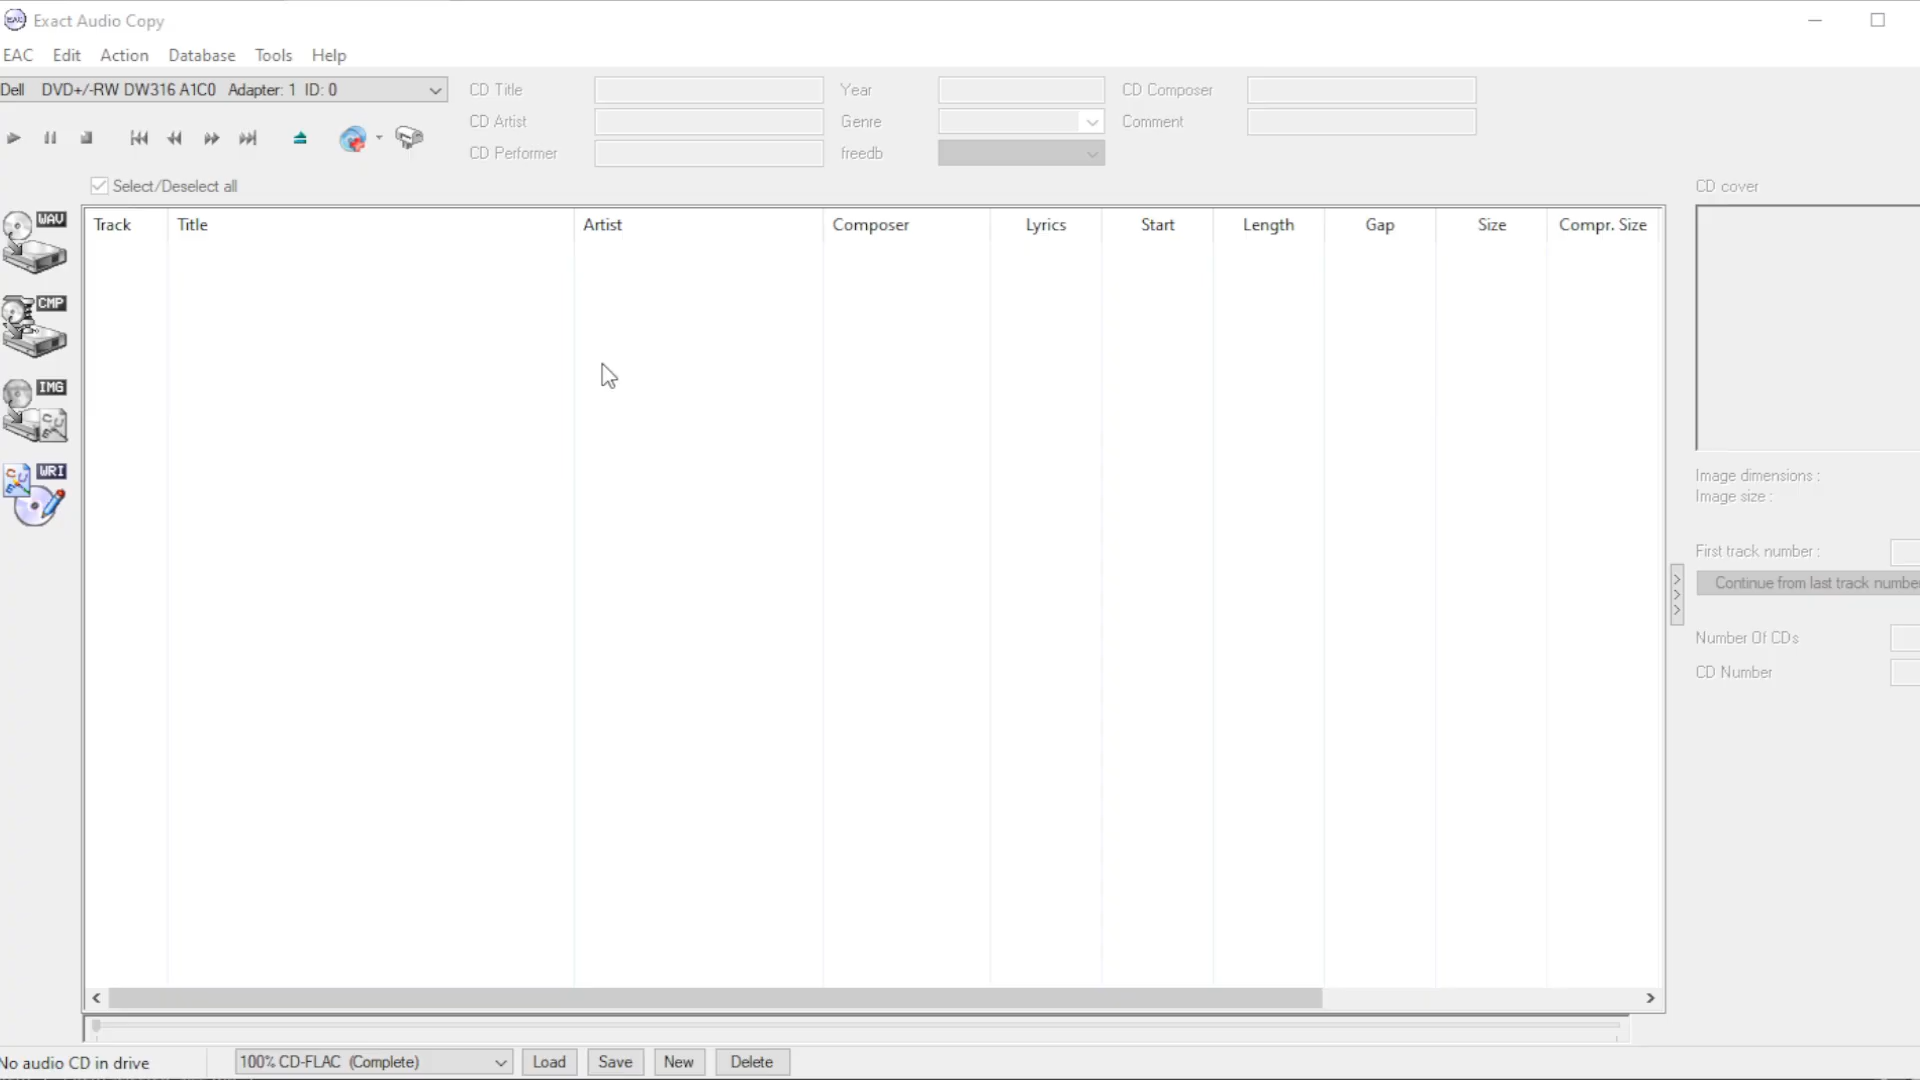 EAC Exact Audio Copy
EAC Edit Action Database Tools Help
Dell DVD+/-RW DW316 A1C0 Adapter: 1 ID: 0
CD Title Year CD Composer
CD Artist Genre Comment
CD Performer freedb
Select/Deselect all CD cover
Track Title Artist Composer Lyrics Start Length Gap Size Compr. Size
WAV
CMP
IMG
WRI
Image dimensions :
Image size :
First track number :
Continue from last track number
Number Of CDs
CD Number
No audio CD in drive 100% CD-FLAC (Complete) Load Save New Delete